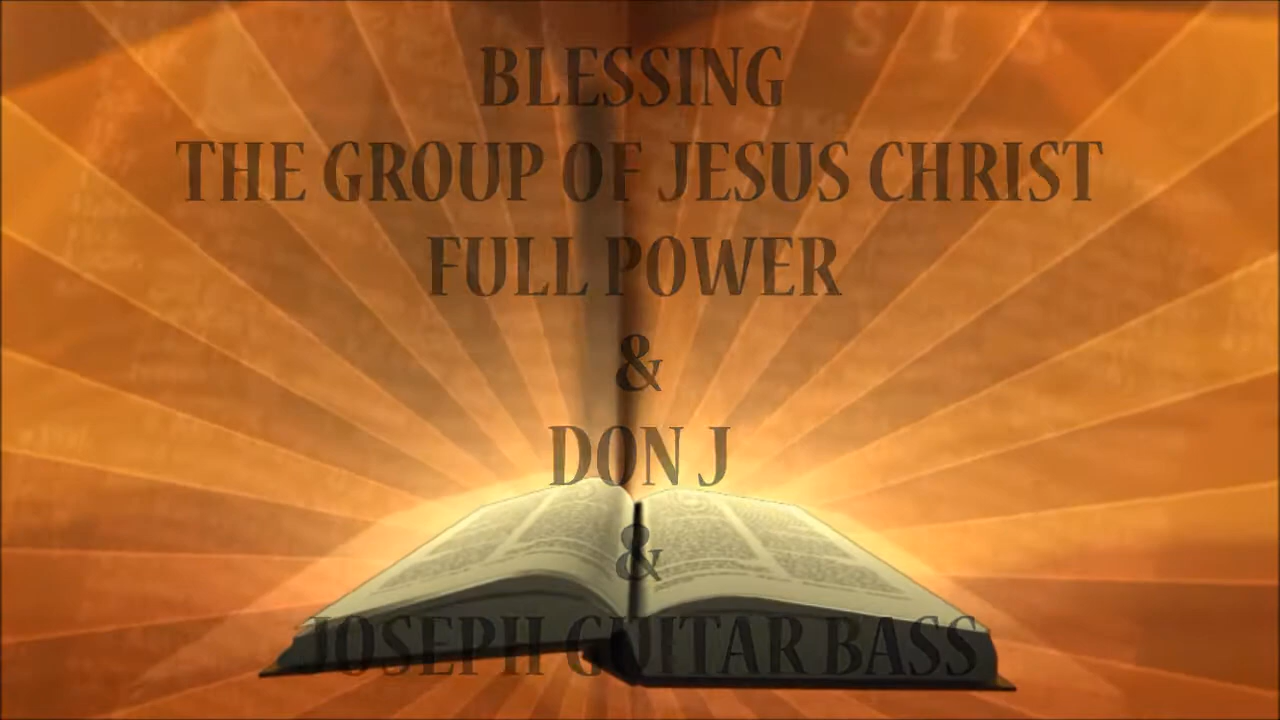 BLESSING
THE GROUP OF JESUS CHRIST
FULL POWER
&
DON J
&
JOSEPH GUITAR BASS